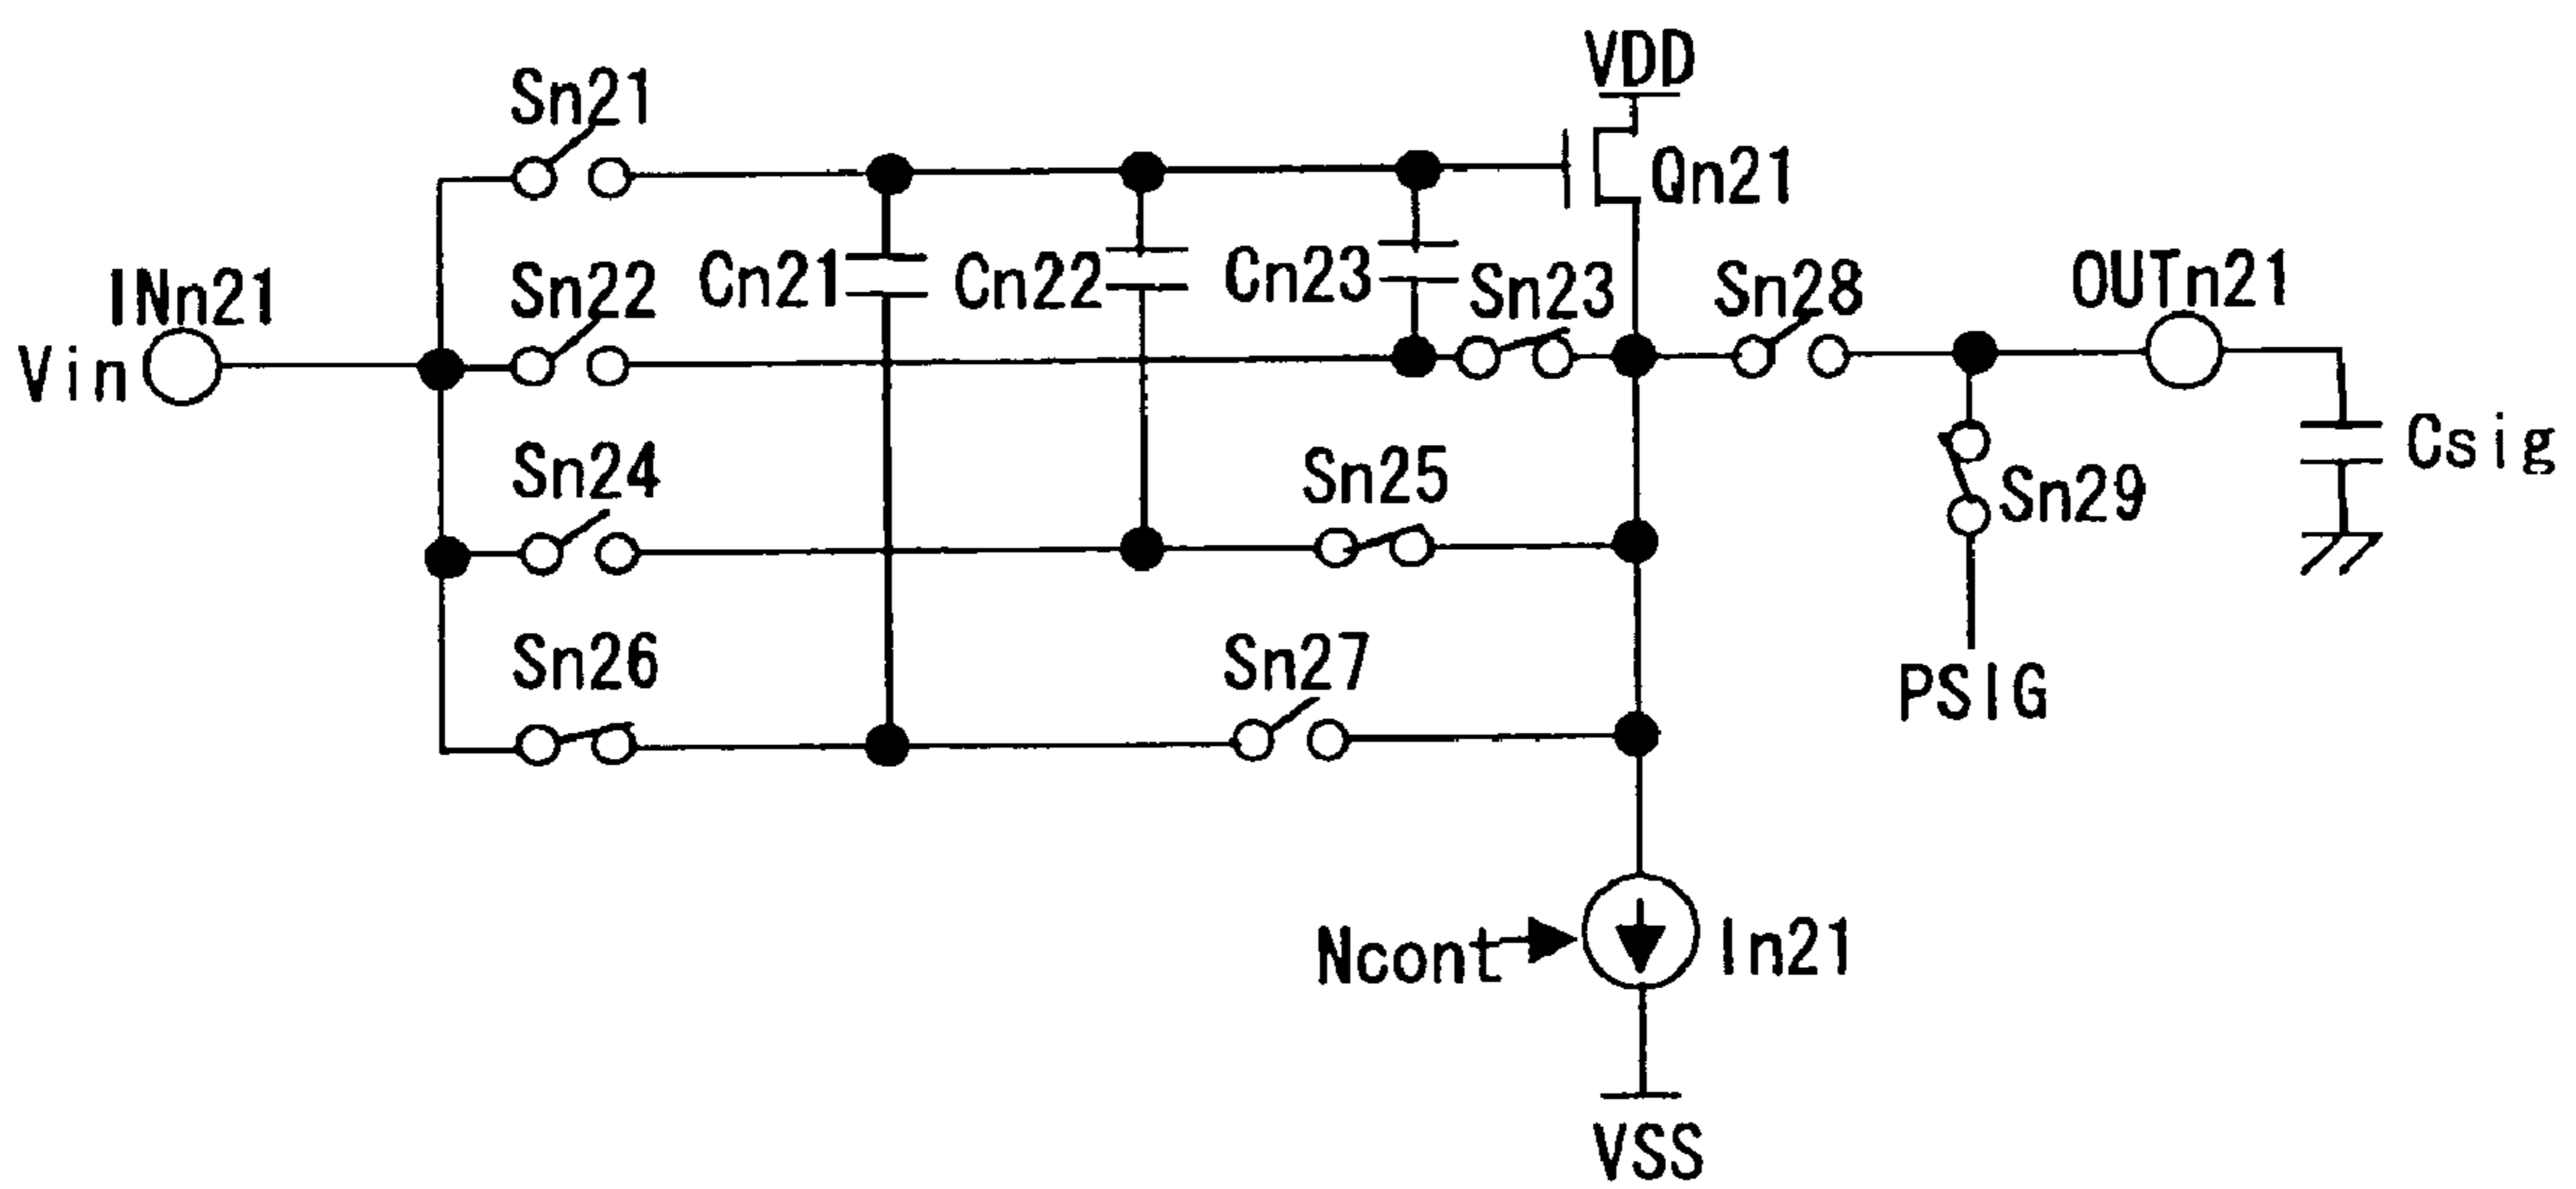 VDD
Sn21
Qn21
INn21
Vin
Sn22
Cn21
Cn22
Cn23
Sn23
Sn28
OUTn21
Csig
Sn24
Sn25
Sn29
Sn26
Sn27
PSIG
Ncont
In21
VSS